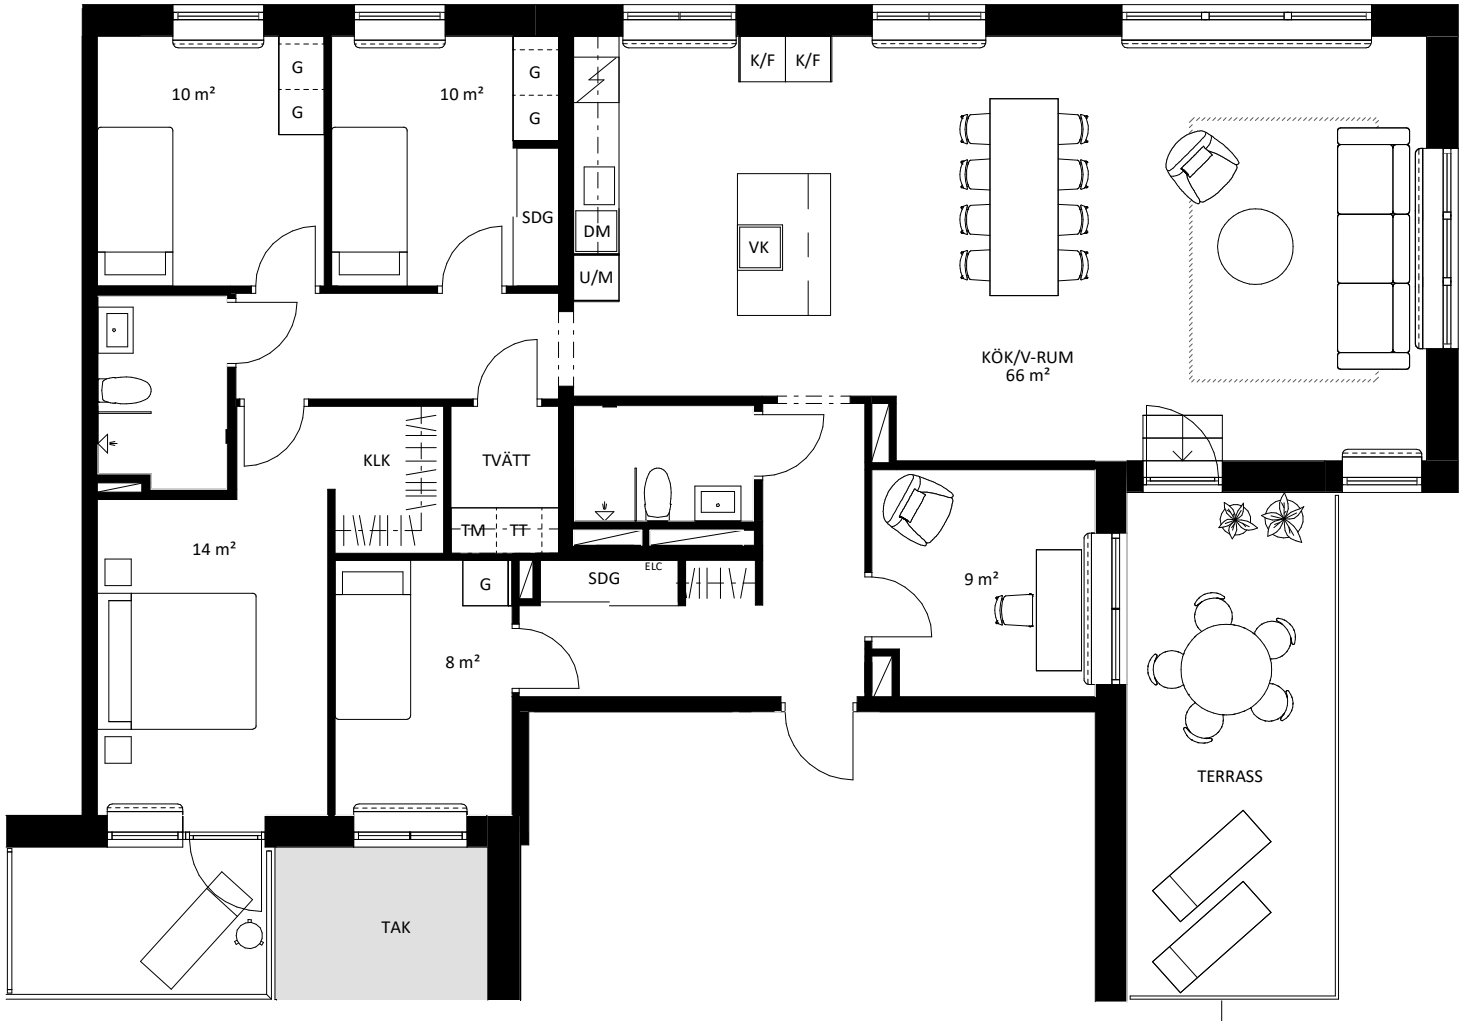 G
G
10 m²
G
G
10 m²
K/F
K/F
SDG
DM
U/M
VK
KÖK/V-RUM
66 m²
KLK
TVÄTT
TM
TT
14 m²
G
SDG
ELC
9 m²
8 m²
TERRASS
TAK